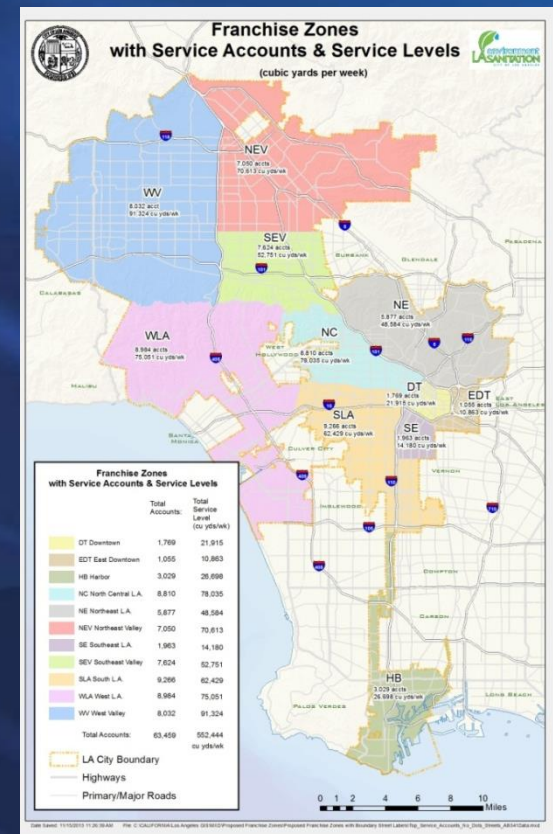 Franchise Zones
with Service Accounts & Service Levels
(cubic yards per week)
environment
LA SANITATION
NEV
7,050 accts
70,613 cu yds/wk
WV
8,032 acct
91,324 cu yds/wk
SEV
7,624 accts
52,751 cu yds/wk
BURBANK
GLENDALE
PASADENA
CALABASAS
NE
5,877 accts
48,584 cu yds/wk
WLA
8,984 accts
75,051 cu yds/wk
NC
8,810 accts
78,035 cu yds/wk
WEST
HOLLYWOOD
MALIBU
DT
1,769 accts
21,915 cu yds/wk
EDT
1,055 accts
10,863 cu yds/wk
EAST
LOS ANGELES
SLA
9,266 accts
62,429 cu yds/wk
SE
1,963 accts
14,180 cu yds/wk
SANTA
MONICA
CULVER CITY
VERNON
INGLEWOOD
COMPTON
CARSON
HB
3,029 accts
26,698 cu yds/wk
PALOS VERDES
LONG BEACH
Franchise Zones
with Service Accounts & Service Levels
Total Accounts: Total Service Level (cu yds/wk)
DT Downtown 1,769 21,915
EDT East Downtown 1,055 10,863
HB Harbor 3,029 26,698
NC North Central L.A. 8,810 78,035
NE Northeast L.A. 5,877 48,584
NEV Northeast Valley 7,050 70,613
SE Southeast L.A. 1,963 14,180
SEV Southeast Valley 7,624 52,751
SLA South L.A. 9,266 62,429
WLA West L.A. 8,984 75,051
WV West Valley 8,032 91,324
Total Accounts: 63,459 552,444
cu yds/wk
LA City Boundary
Highways
Primary/Major Roads
0 1 2 4 6 8 10
Miles